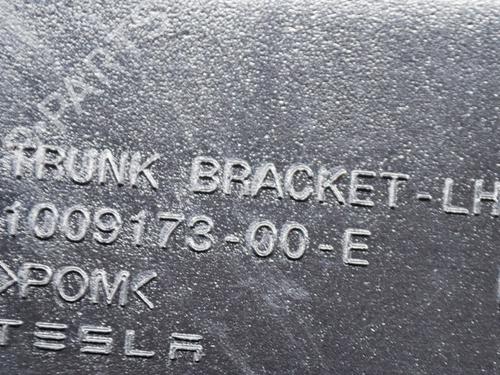 TRUNK BRACKET-LH
1009173-00-E
>POM<
TESLA